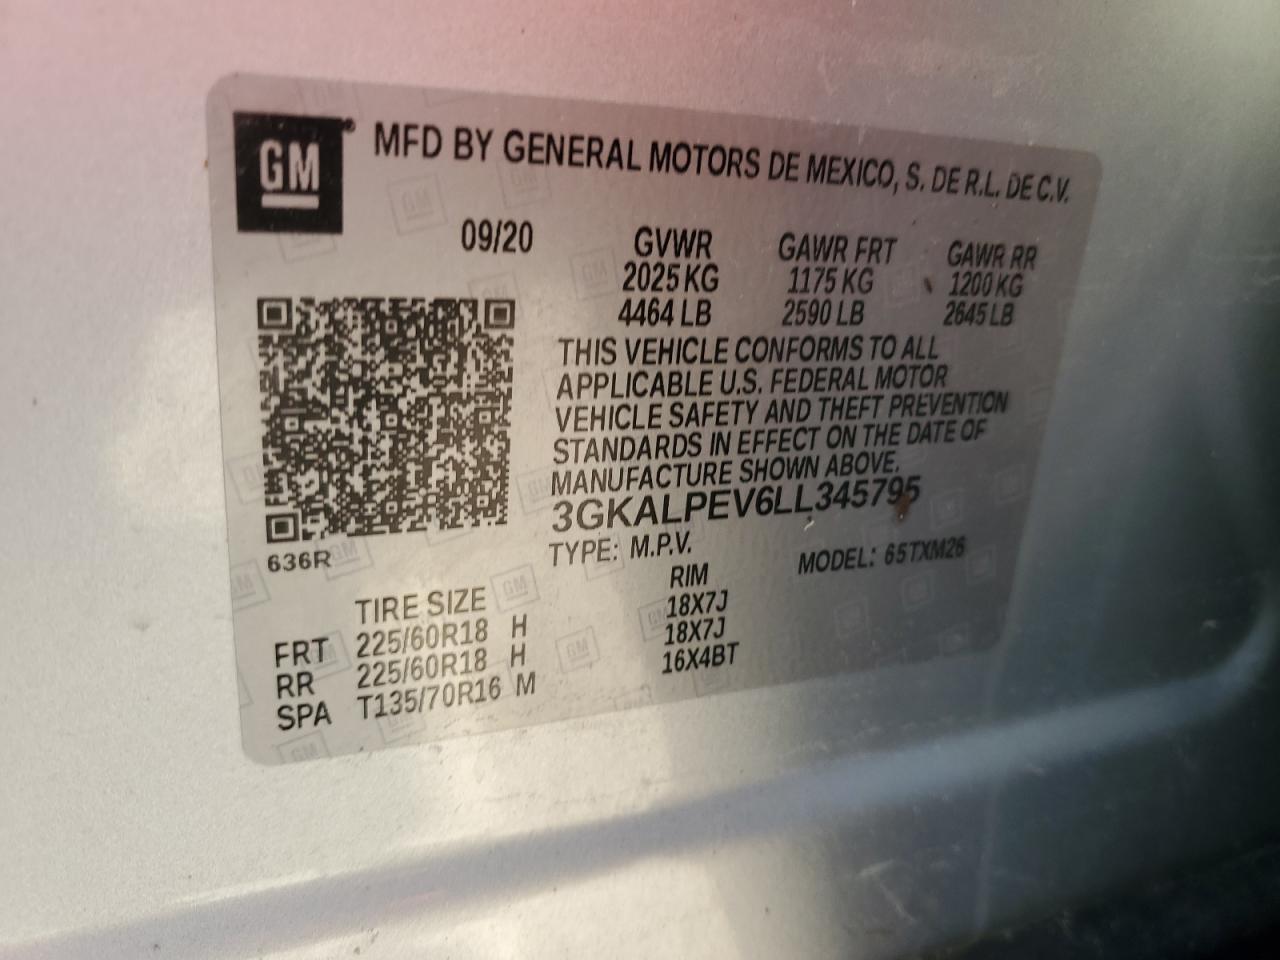 GM® MFD BY GENERAL MOTORS DE MEXICO, S. DE R.L. DE C.V.
09/20 GVWR GAWR FRT GAWR RR
2025 KG 1175 KG 1200 KG
4464 LB 2590 LB 2645 LB
THIS VEHICLE CONFORMS TO ALL
APPLICABLE U.S. FEDERAL MOTOR
VEHICLE SAFETY AND THEFT PREVENTION
STANDARDS IN EFFECT ON THE DATE OF
MANUFACTURE SHOWN ABOVE.
3GKALPEV6LL345795
636R TYPE: M.P.V. MODEL: 65TXM26
TIRE SIZE RIM
FRT 225/60R18 H 18X7J
RR 225/60R18 H 18X7J
SPA T135/70R16 M 16X4BT